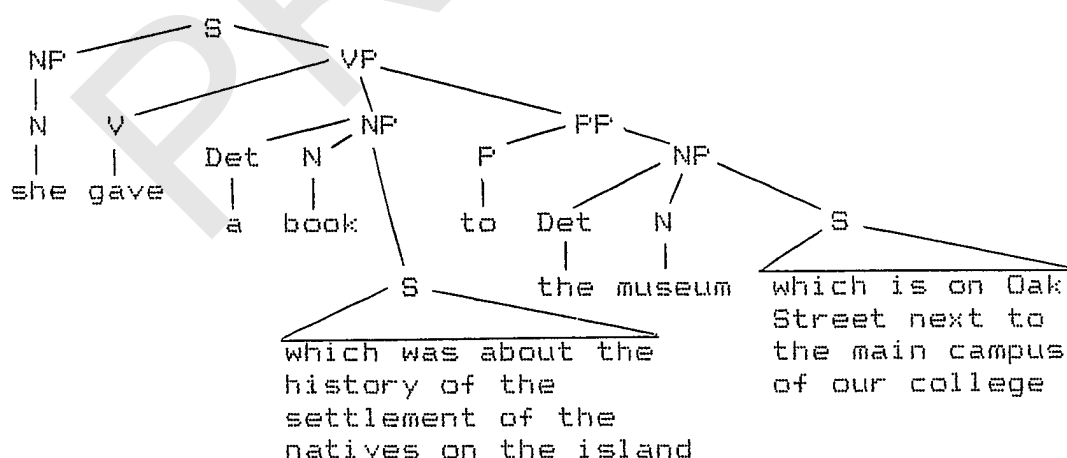 S
NP VP
N V NP PP
Det N P NP
she gave
a book to Det N S
S the museum which is on Oak
Street next to
which was about the the main campus
history of the of our college
settlement of the
natives on the island